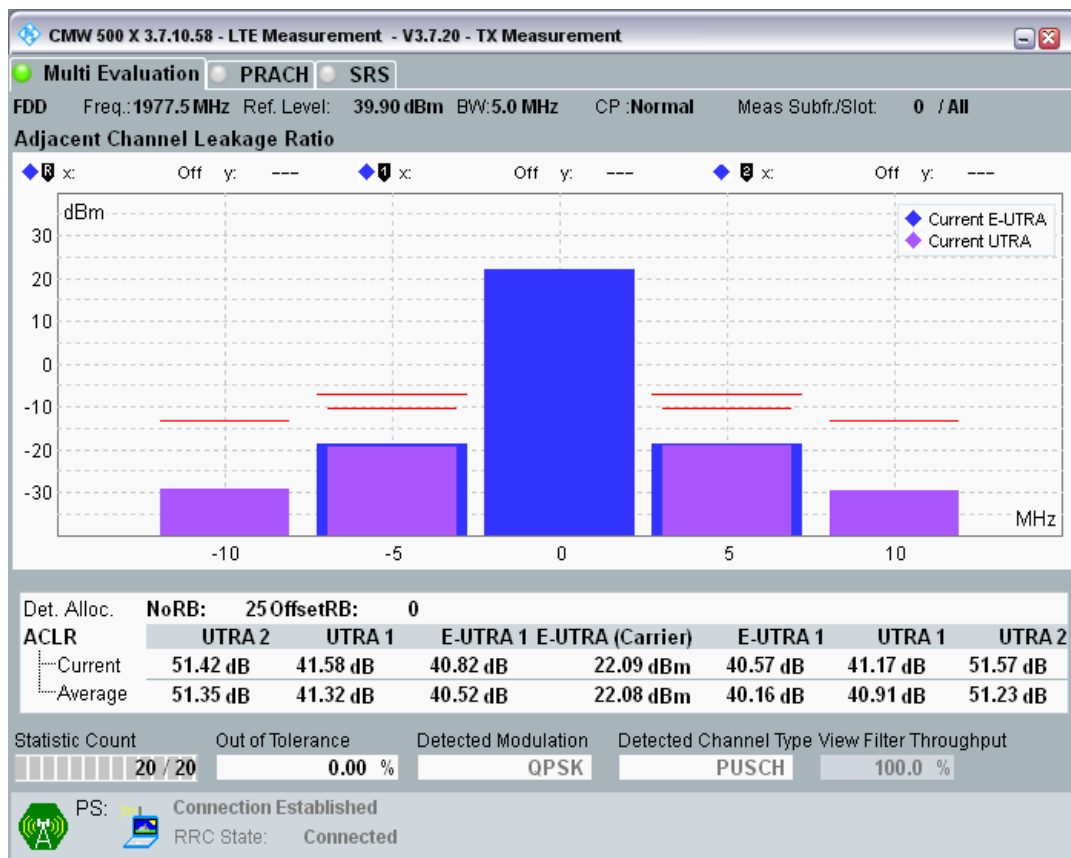 CMW 500 X 3.7.10.58 - LTE Measurement - V3.7.20 - TX Measurement
Multi Evaluation PRACH SRS
FDD Freq.:1977.5 MHz Ref. Level: 39.90 dBm BW:5.0 MHz CP :Normal Meas Subfr./Slot: 0 / All
Adjacent Channel Leakage Ratio
R x: Off y: --- 1 x: Off y: --- 2 x: Off y: ---
dBm
Current E-UTRA
Current UTRA
30
20
10
0
-10
-20
-30
MHz
-10 -5 0 5 10
Det. Alloc. NoRB: 25 OffsetRB: 0
ACLR UTRA 2 UTRA 1 E-UTRA 1 E-UTRA (Carrier) E-UTRA 1 UTRA 1 UTRA 2
Current 51.42 dB 41.58 dB 40.82 dB 22.09 dBm 40.57 dB 41.17 dB 51.57 dB
Average 51.35 dB 41.32 dB 40.52 dB 22.08 dBm 40.16 dB 40.91 dB 51.23 dB
Statistic Count Out of Tolerance Detected Modulation Detected Channel Type View Filter Throughput
20 / 20 0.00 % QPSK PUSCH 100.0 %
PS: Connection Established
RRC State: Connected